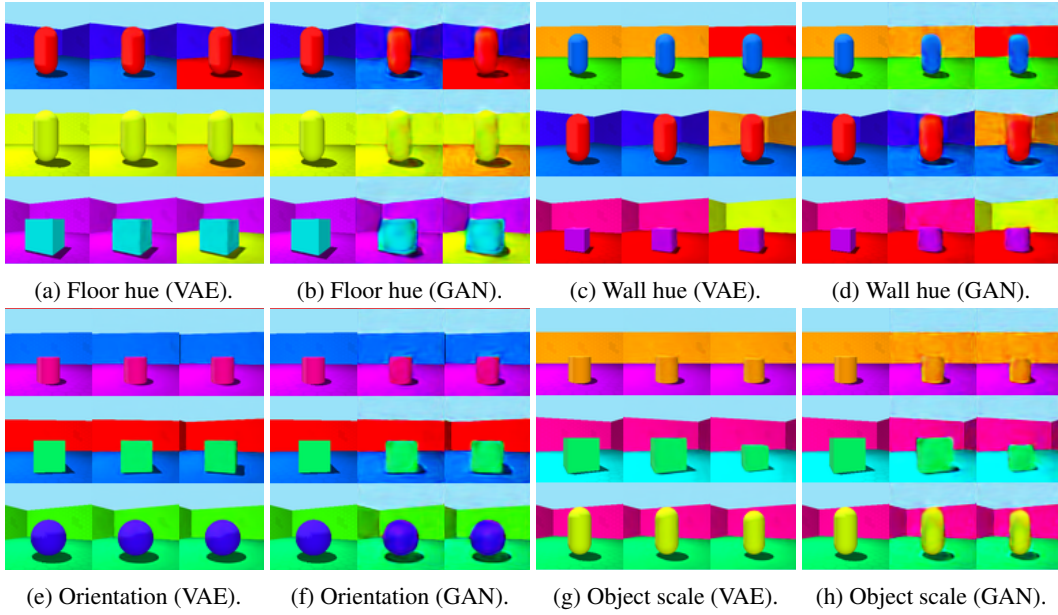 (a) Floor hue (VAE).
(b) Floor hue (GAN).
(c) Wall hue (VAE).
(d) Wall hue (GAN).
(e) Orientation (VAE).
(f) Orientation (GAN).
(g) Object scale (VAE).
(h) Object scale (GAN).